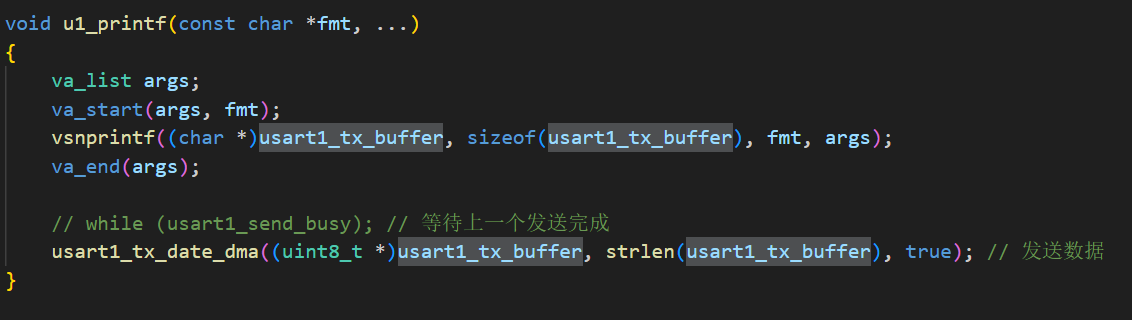 void u1_printf(const char *fmt, ...)
{
    va_list args;
    va_start(args, fmt);
    vsnprintf((char *)usart1_tx_buffer, sizeof(usart1_tx_buffer), fmt, args);
    va_end(args);

    // while (usart1_send_busy); // 等待上一个发送完成
    usart1_tx_date_dma((uint8_t *)usart1_tx_buffer, strlen(usart1_tx_buffer), true); // 发送数据
}